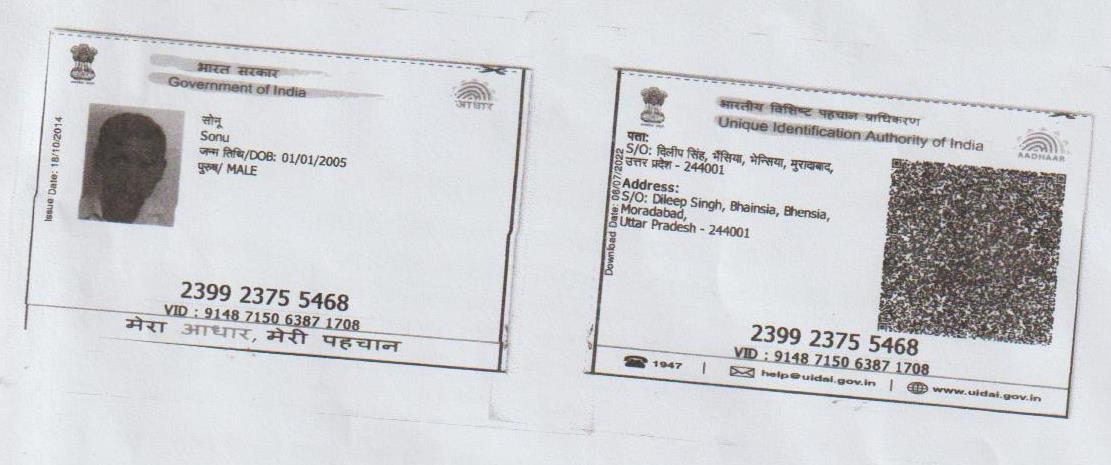 भारत सरकार
Government of India
आधार
Issue Date: 18/10/2014
सोनू
Sonu
जन्म तिथि/DOB: 01/01/2005
पुरुष/ MALE
2399 2375 5468
VID : 9148 7150 6387 1708
मेरा आधार, मेरी पहचान
भारतीय विशिष्ट पहचान प्राधिकरण
Unique Identification Authority of India
AADHAAR
Download Date: 06/07/2022
पता:
S/O: दिलीप सिंह, भैंसिया, भेन्सिया, मुरादाबाद,
उत्तर प्रदेश - 244001
Address:
S/O: Dileep Singh, Bhainsia, Bhensia,
Moradabad,
Uttar Pradesh - 244001
2399 2375 5468
VID : 9148 7150 6387 1708
1947 | help@uidai.gov.in | www.uidai.gov.in